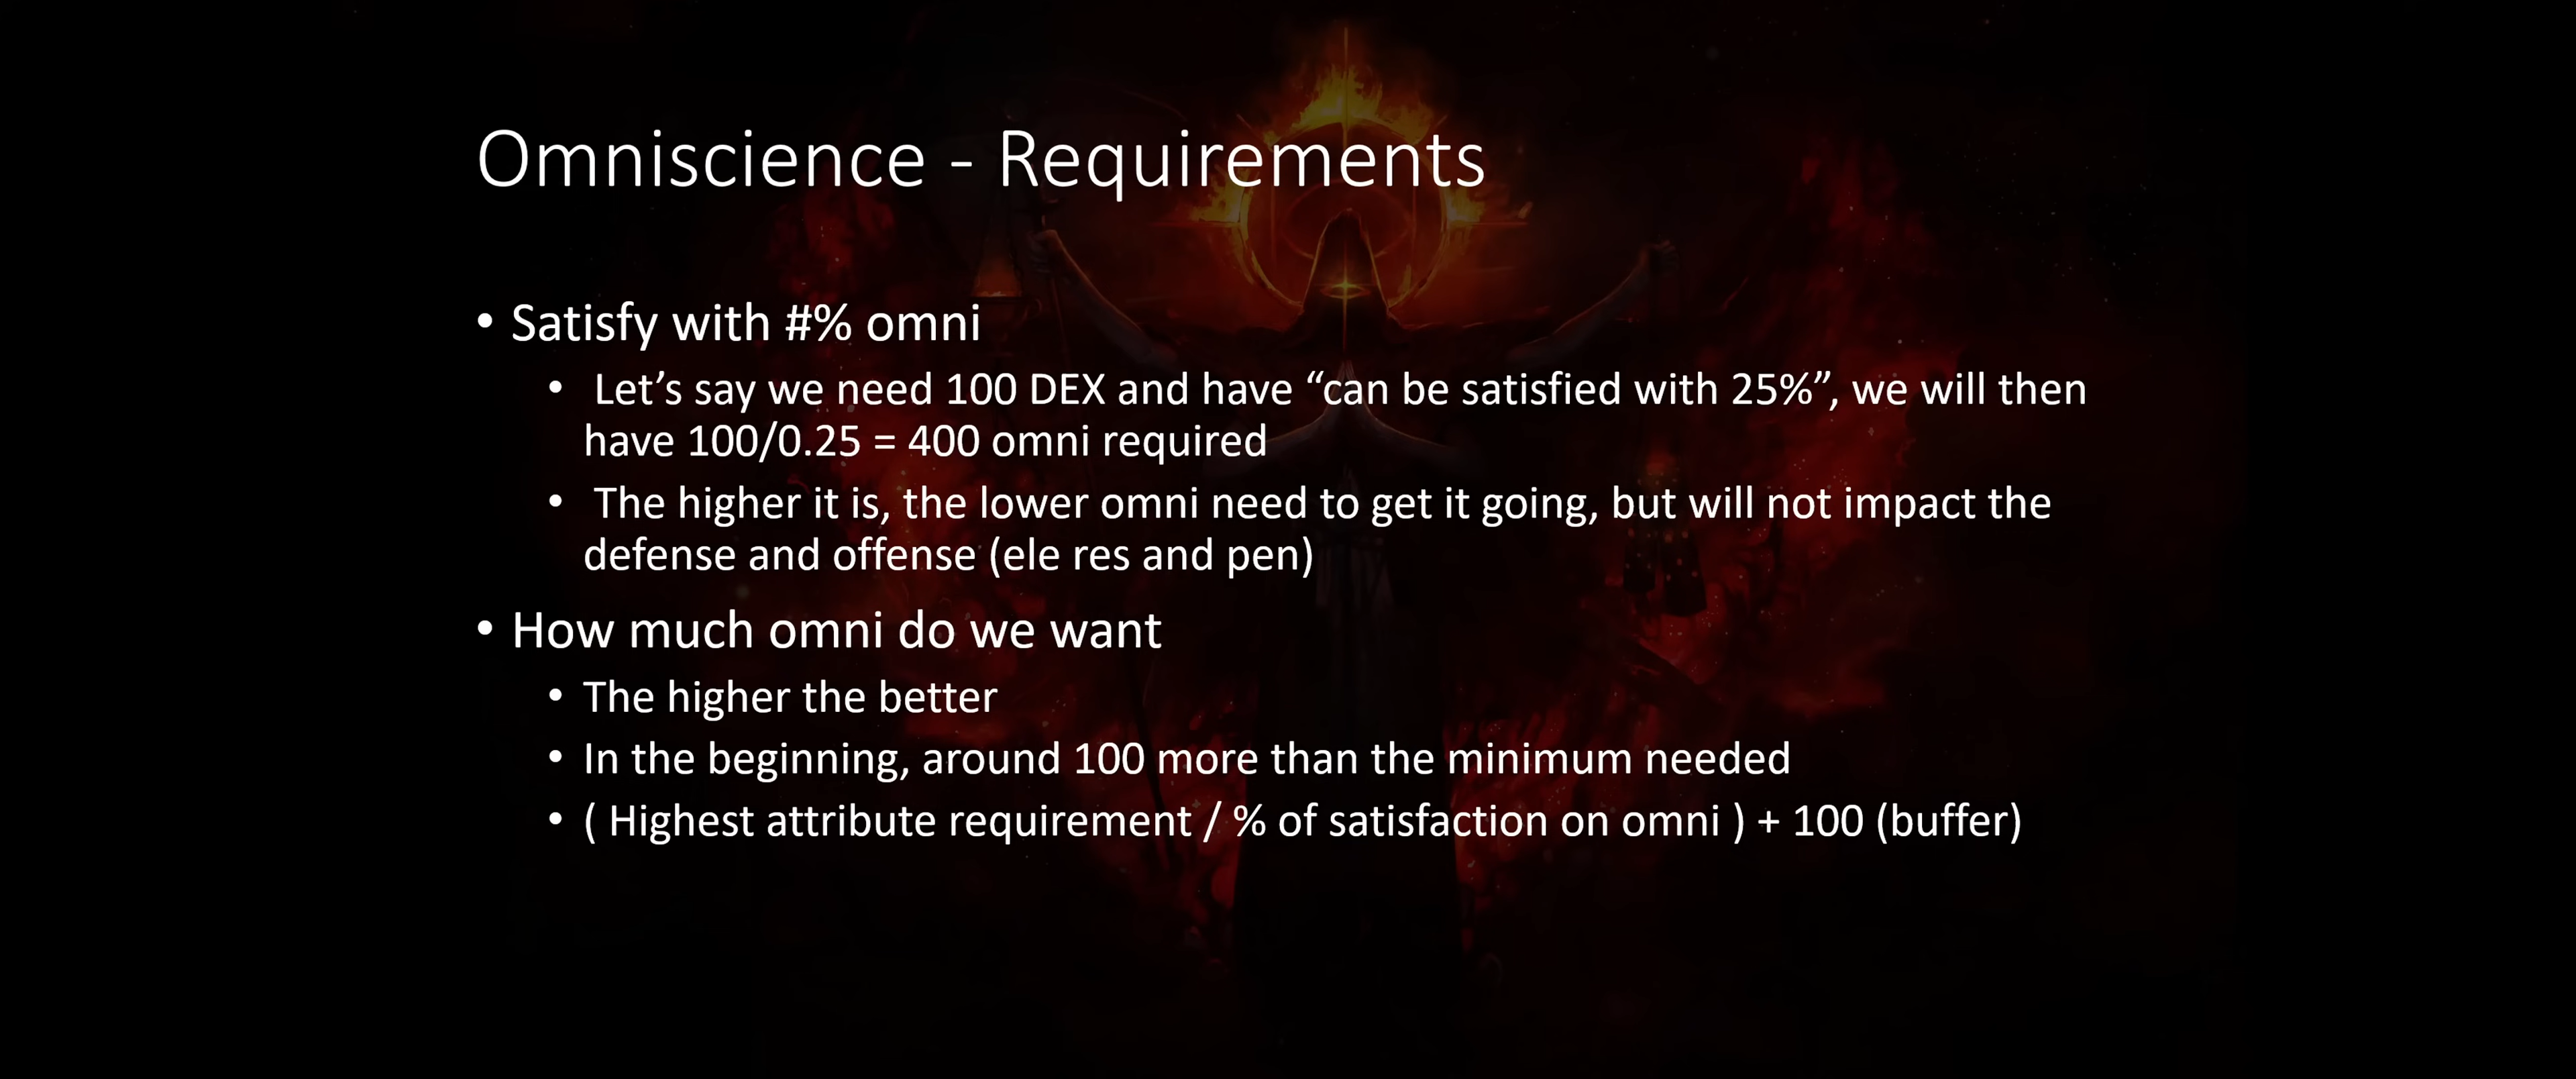 Omniscience - Requirements
• Satisfy with #% omni
• Let’s say we need 100 DEX and have “can be satisfied with 25%”, we will then
have 100/0.25 = 400 omni required
• The higher it is, the lower omni need to get it going, but will not impact the
defense and offense (ele res and pen)
• How much omni do we want
• The higher the better
• In the beginning, around 100 more than the minimum needed
• ( Highest attribute requirement / % of satisfaction on omni ) + 100 (buffer)